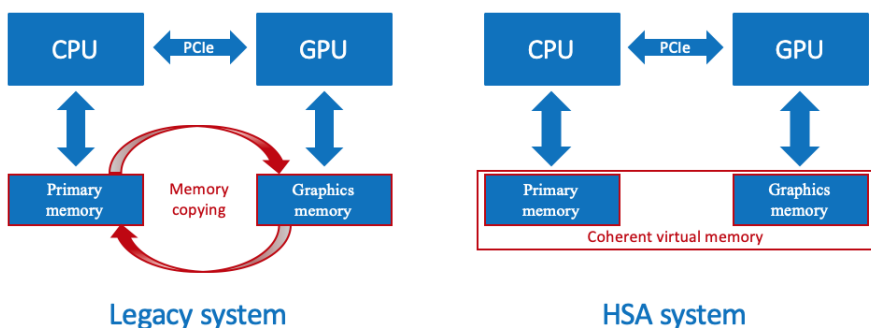 CPU
PCIe
GPU
Primary
memory
Memory
copying
Graphics
memory
Legacy system
CPU
PCIe
GPU
Primary
memory
Graphics
memory
Coherent virtual memory
HSA system